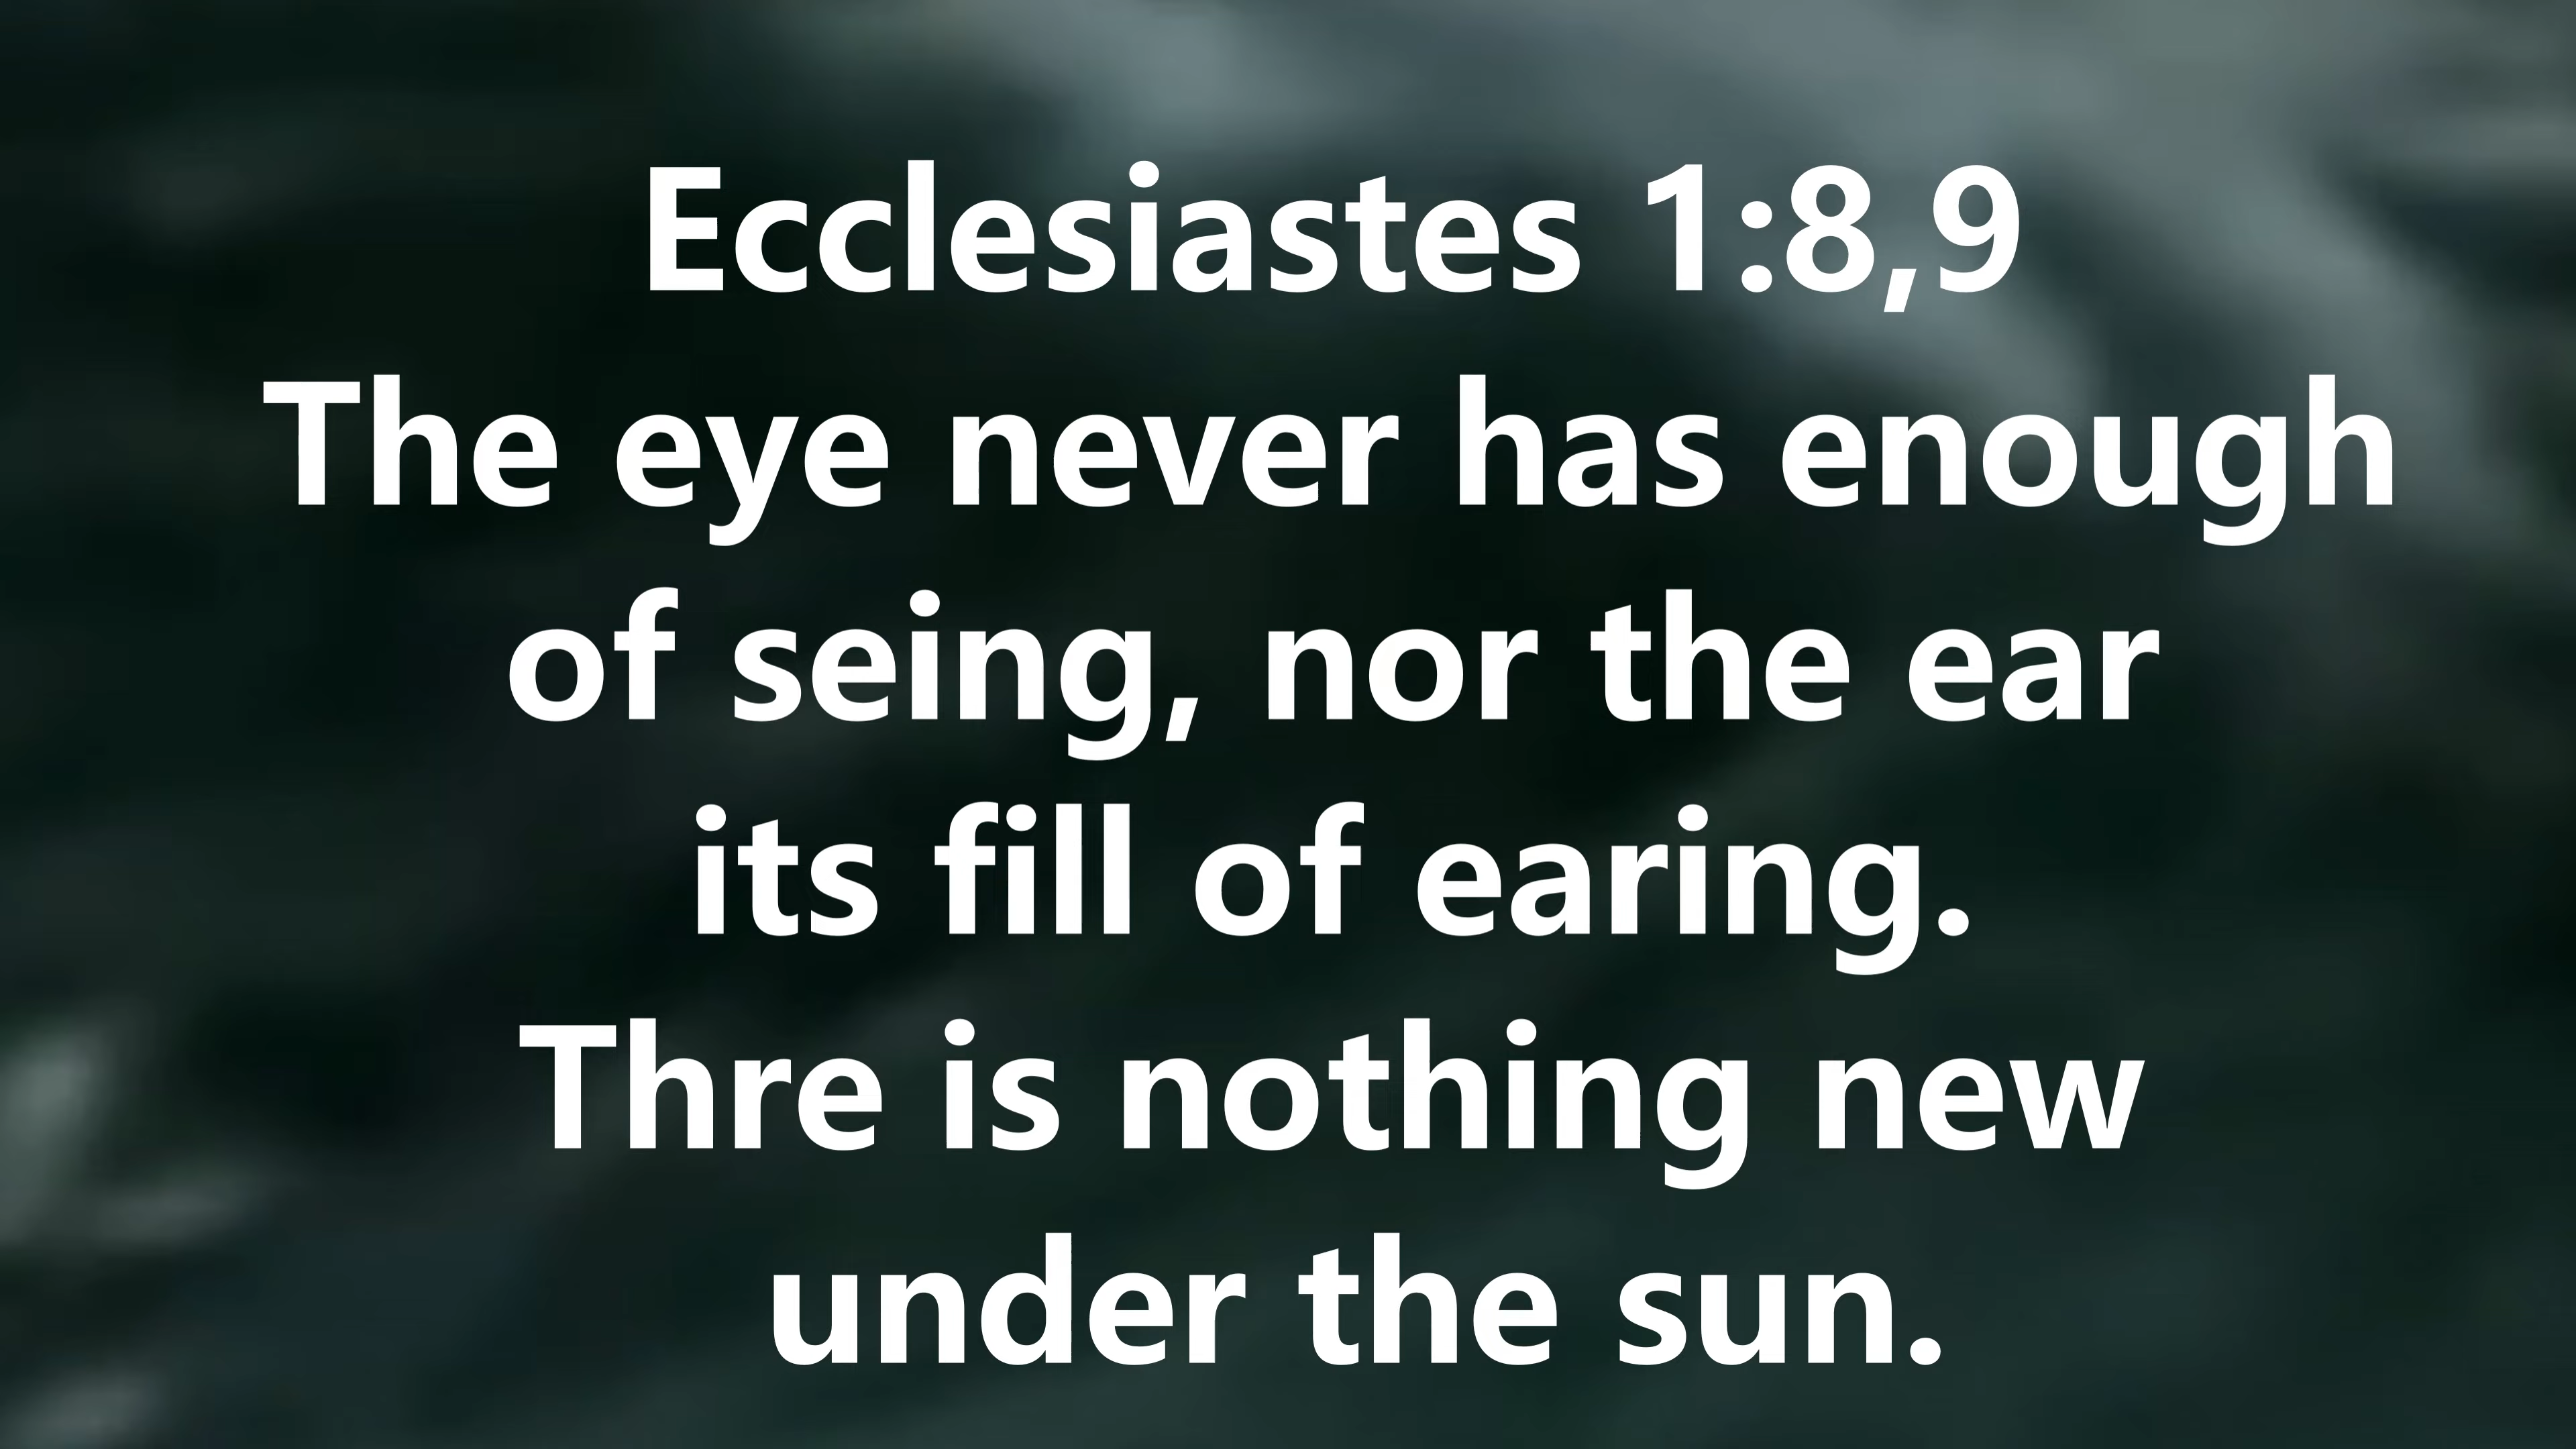 Ecclesiastes 1:8,9
The eye never has enough
of seing, nor the ear
its fill of earing.
Thre is nothing new
under the sun.